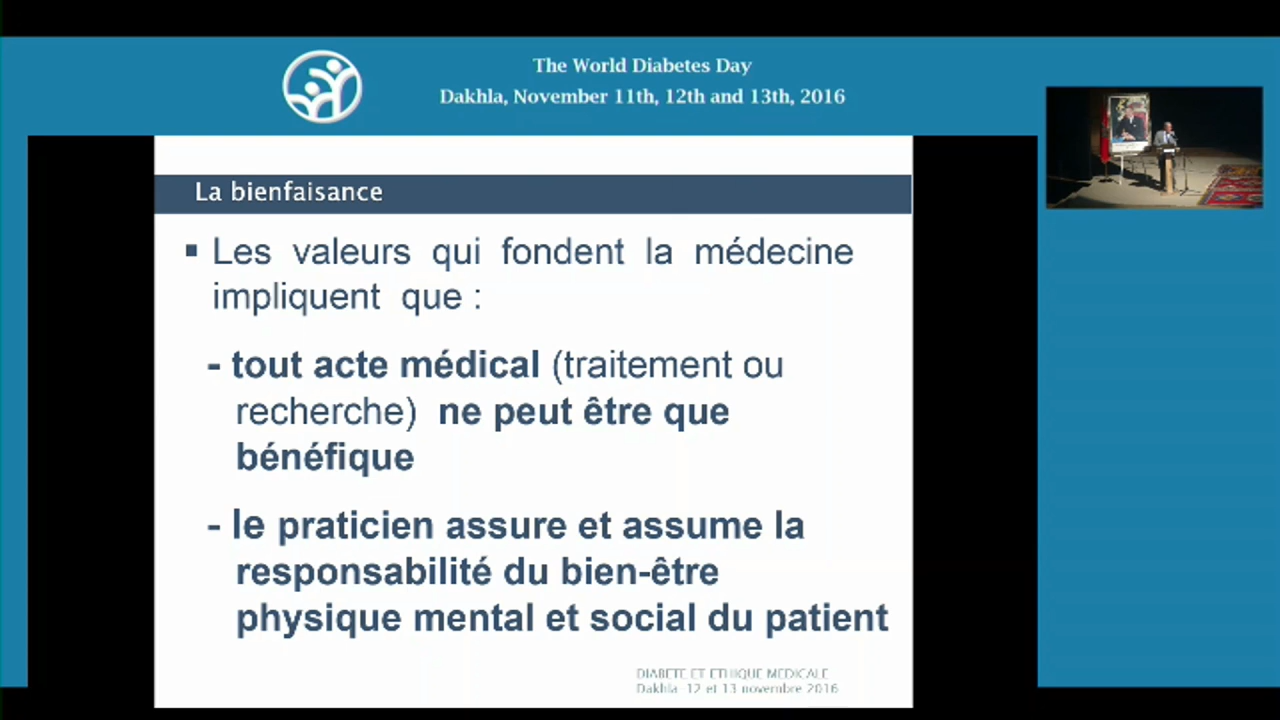 The World Diabetes Day
Dakhla, November 11th, 12th and 13th, 2016
La bienfaisance
▪ Les valeurs qui fondent la médecine
impliquent que :
- tout acte médical (traitement ou
recherche) ne peut être que
bénéfique
- le praticien assure et assume la
responsabilité du bien-être
physique mental et social du patient
DIABETE ET ETHIQUE MEDICALE
Dakhla 12 et 13 novembre 2016